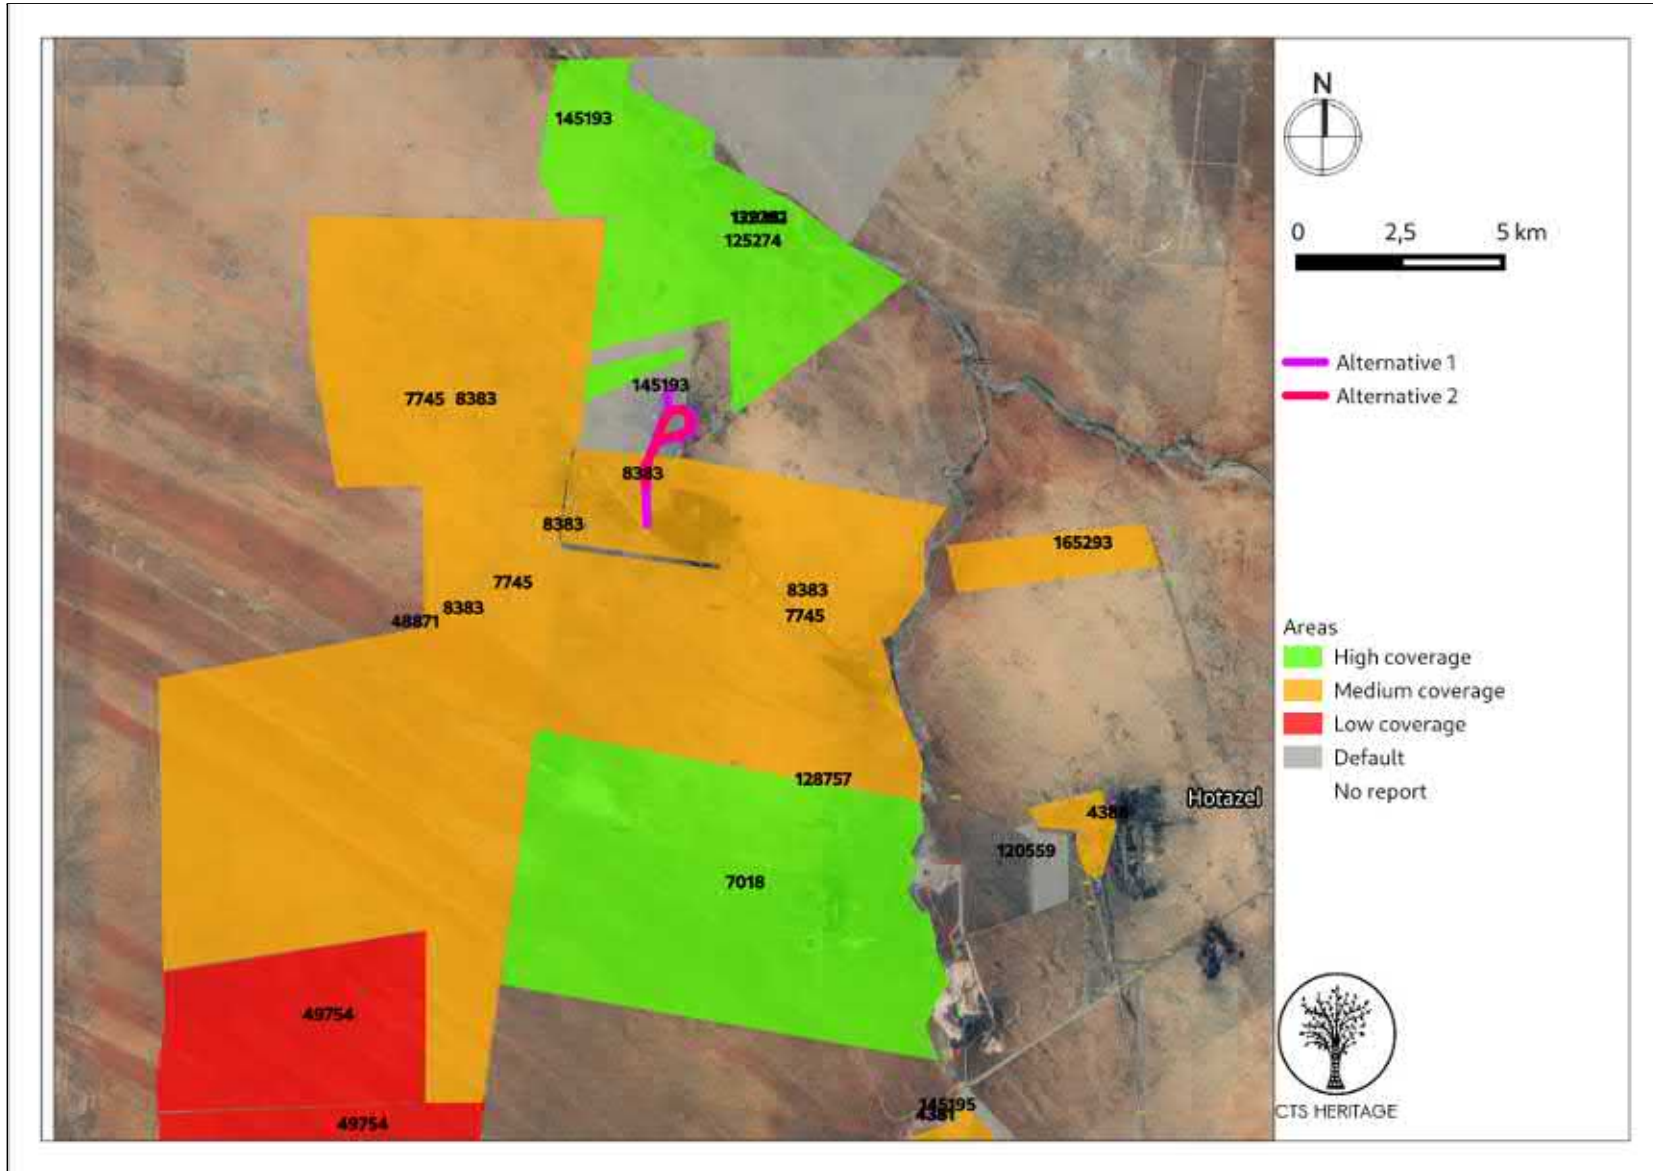 145193
125274
145193
7745 8383
8383
8383
7745
8383
48871
8383
7745
165293
128757
Hotazel
120559
7018
49754
49754
145195
N
0 2,5 5 km
Alternative 1
Alternative 2
Areas
High coverage
Medium coverage
Low coverage
Default
No report
CTS HERITAGE